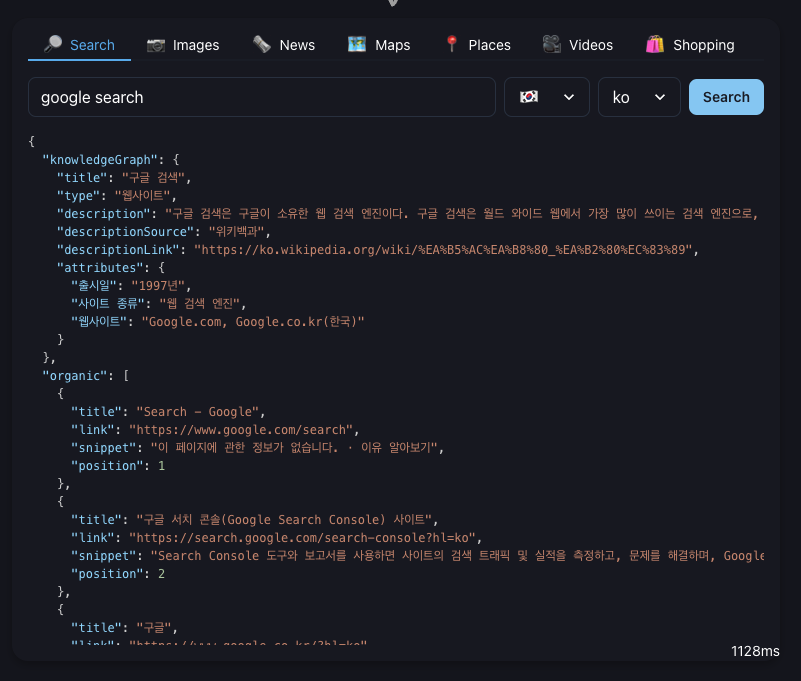 Search Images News Maps Places Videos Shopping
google search ko Search
{
"knowledgeGraph": {
"title": "구글 검색",
"type": "웹사이트",
"description": "구글 검색은 구글이 소유한 웹 검색 엔진이다. 구글 검색은 월드 와이드 웹에서 가장 많이 쓰이는 검색 엔진으로,
"descriptionSource": "위키백과",
"descriptionLink": "https://ko.wikipedia.org/wiki/%EA%B5%AC%EA%B8%80_%EA%B2%80%EC%83%89",
"attributes": {
"출시일": "1997년",
"사이트 종류": "웹 검색 엔진",
"웹사이트": "Google.com, Google.co.kr(한국)"
}
},
"organic": [
{
"title": "Search - Google",
"link": "https://www.google.com/search",
"snippet": "이 페이지에 관한 정보가 없습니다. · 이유 알아보기",
"position": 1
},
{
"title": "구글 서치 콘솔(Google Search Console) 사이트",
"link": "https://search.google.com/search-console?hl=ko",
"snippet": "Search Console 도구와 보고서를 사용하면 사이트의 검색 트래픽 및 실적을 측정하고, 문제를 해결하며, Google
"position": 2
},
{
"title": "구글",
"link": "https://www.google.co.kr/?hl=ko"
1128ms